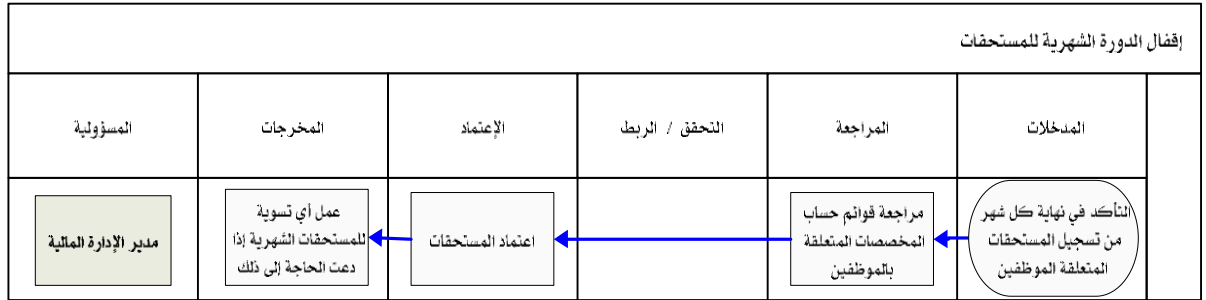 إقفال الدورة الشهرية للمستحقات
المدخلات
المراجعة
التحقق / الربط
الإعتماد
المخرجات
المسؤولية
التأكد في نهاية كل شهر
من تسجيل المستحقات
المتعلقة الموظفين
مراجعة قوائم حساب
المخصصات المتعلقة
بالموظفين
اعتماد المستحقات
عمل أي تسوية
للمستحقات الشهرية إذا
دعت الحاجة إلى ذلك
مدير الإدارة المالية